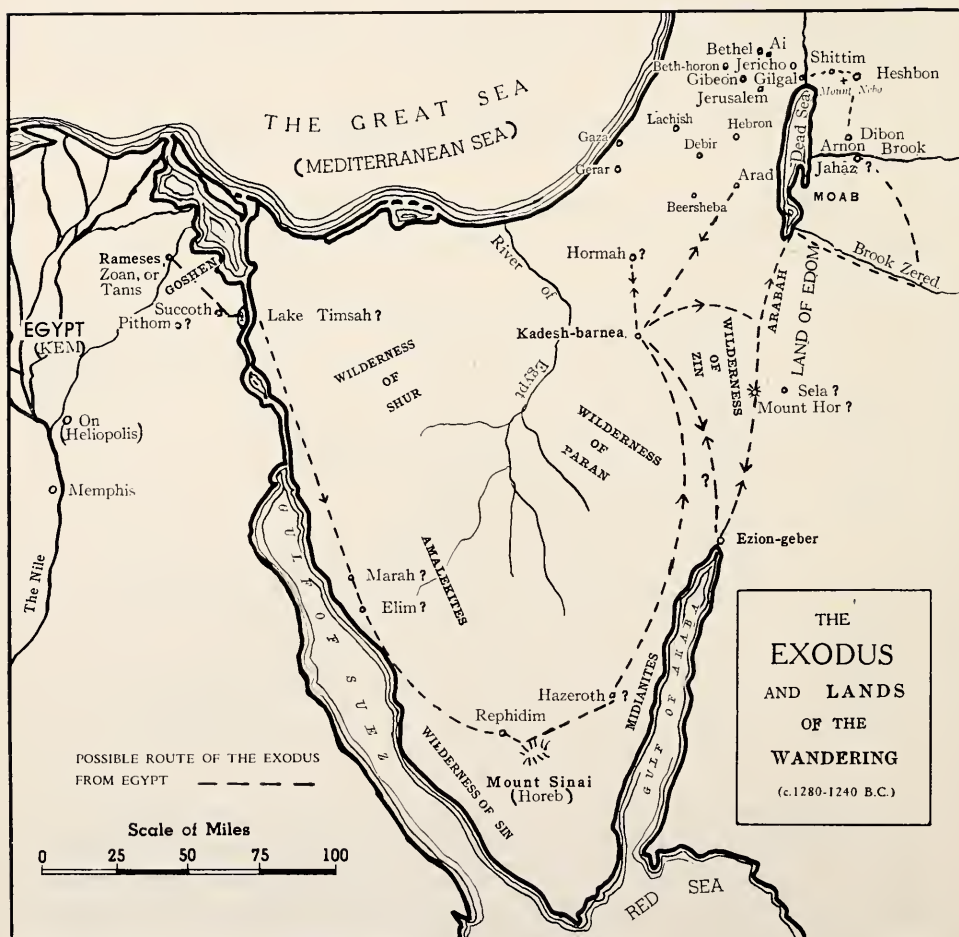 THE GREAT SEA
(MEDITERRANEAN SEA)
Bethel
Ai
Shittim
Beth-horon
Jericho
Heshbon
Gibeon
Gilgal
Mount Nebo
Jerusalem
Lachish
Hebron
Dead Sea
Dibon
Gaza
Debir
Arnon Brook
Gerar
Arad
Jahaz ?
MOAB
Beersheba
Rameses,
Zoan, or
Tanis
GOSHEN
River of Egypt
Hormah ?
Brook Zered
Succoth
Lake Timsah ?
Pithom ?
EGYPT
(KEM)
Kadesh-barnea
ARABAH
LAND OF EDOM
WILDERNESS
OF
SHUR
WILDERNESS
OF
ZIN
Sela ?
Mount Hor ?
On
(Heliopolis)
WILDERNESS
OF
PARAN
?
Memphis
The Nile
GULF OF SUEZ
AMALEKITES
Ezion-geber
Marah ?
Elim ?
Hazeroth ?
MIDIANITES
GULF OF AKABA
Rephidim
WILDERNESS OF SIN
Mount Sinai
(Horeb)
RED SEA
THE
EXODUS
AND LANDS
OF THE
WANDERING
(c.1280-1240 B.C.)
POSSIBLE ROUTE OF THE EXODUS
FROM EGYPT
Scale of Miles
0 25 50 75 100